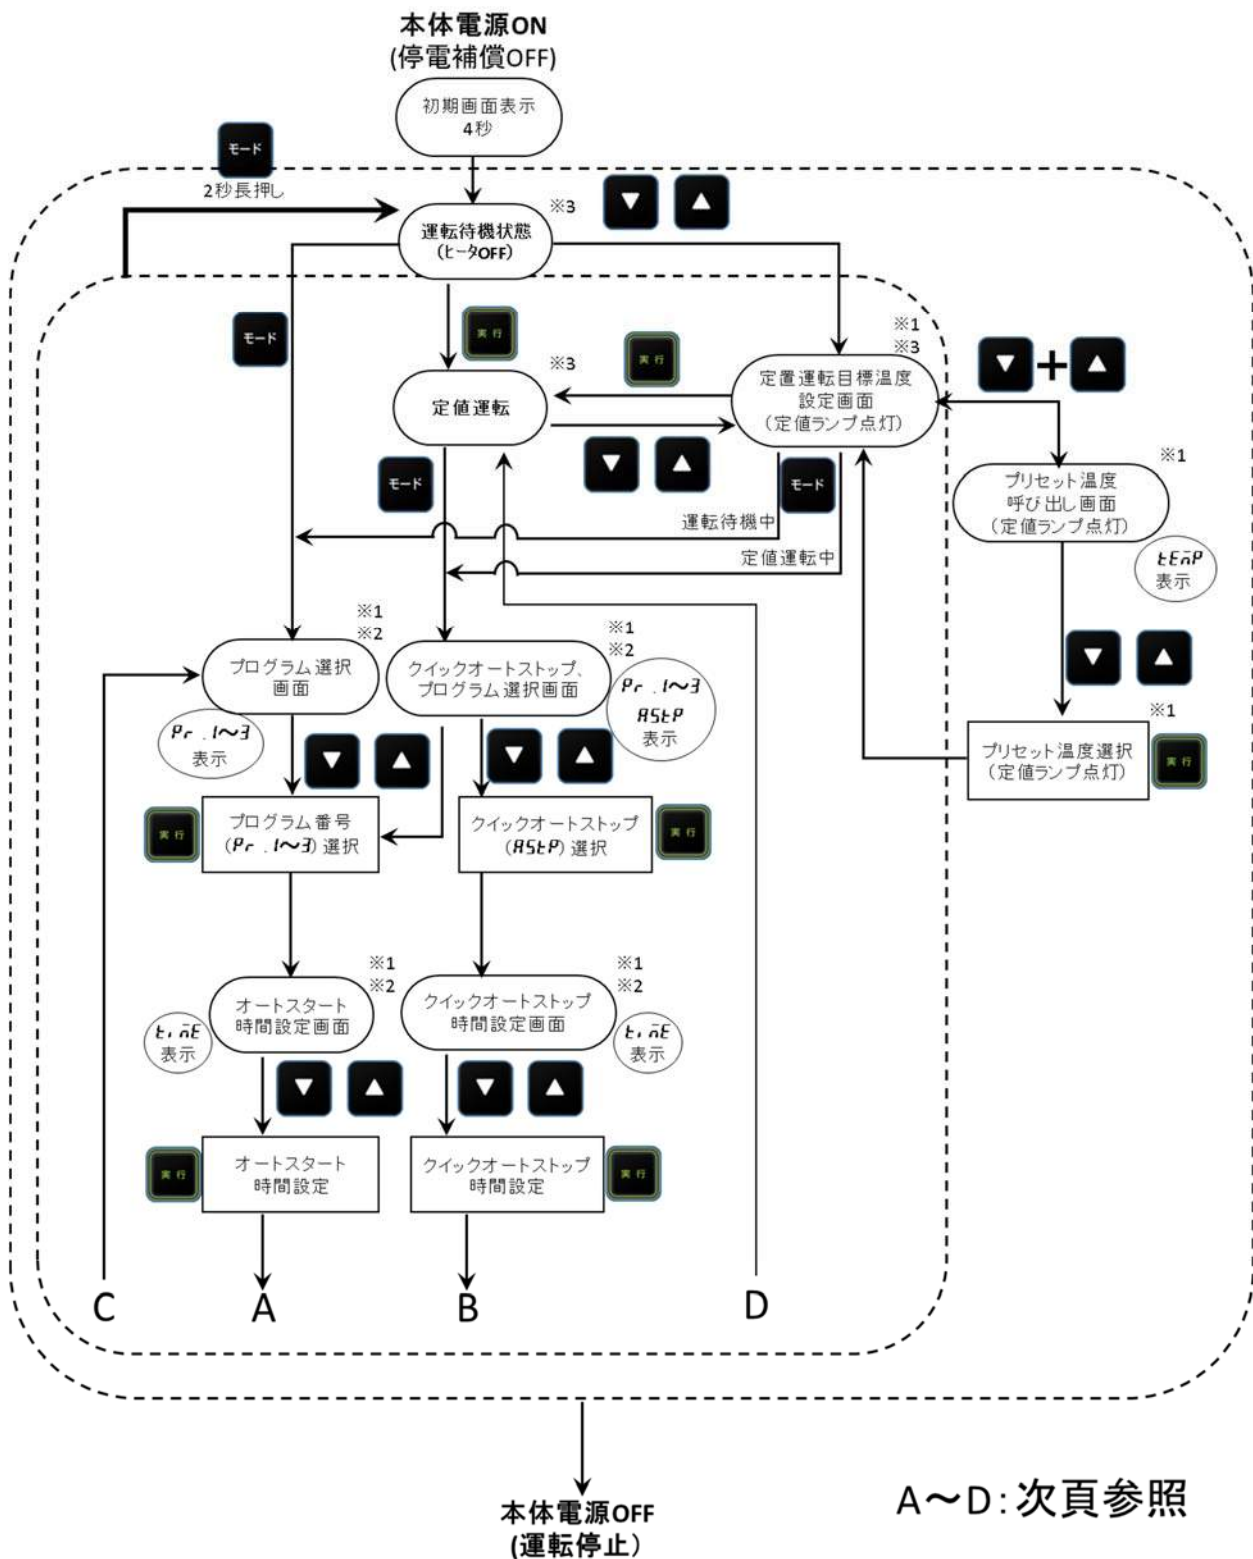 本体電源ON
(停電補償OFF)
初期画面表示
4秒
モード
2秒長押し
※3
▼ ▲
運転待機状態
(ヒータOFF)
モード
実行
※1
※3
実行
※3
定値運転
定置運転目標温度
設定画面
(定値ランプ点灯)
▼+▲
▼ ▲
モード
モード
運転待機中
定値運転中
※1
プリセット温度
呼び出し画面
(定値ランプ点灯)
tEmP
表示
▼ ▲
※1
プリセット温度選択
(定値ランプ点灯)
実行
※1
※2
プログラム選択
画面
Pr.1~3
表示
※1
※2
クイックオートストップ、
プログラム選択画面
Pr.1~3
AStP
表示
▼ ▲
▼ ▲
実行
プログラム番号
(Pr.1~3)選択
クイックオートストップ
(AStP)選択
実行
※1
※2
オートスタート
時間設定画面
timE
表示
※1
※2
クイックオートストップ
時間設定画面
timE
表示
▼ ▲
▼ ▲
実行
オートスタート
時間設定
クイックオートストップ
時間設定
実行
C
A
B
D
本体電源OFF
(運転停止)
A~D:次頁参照